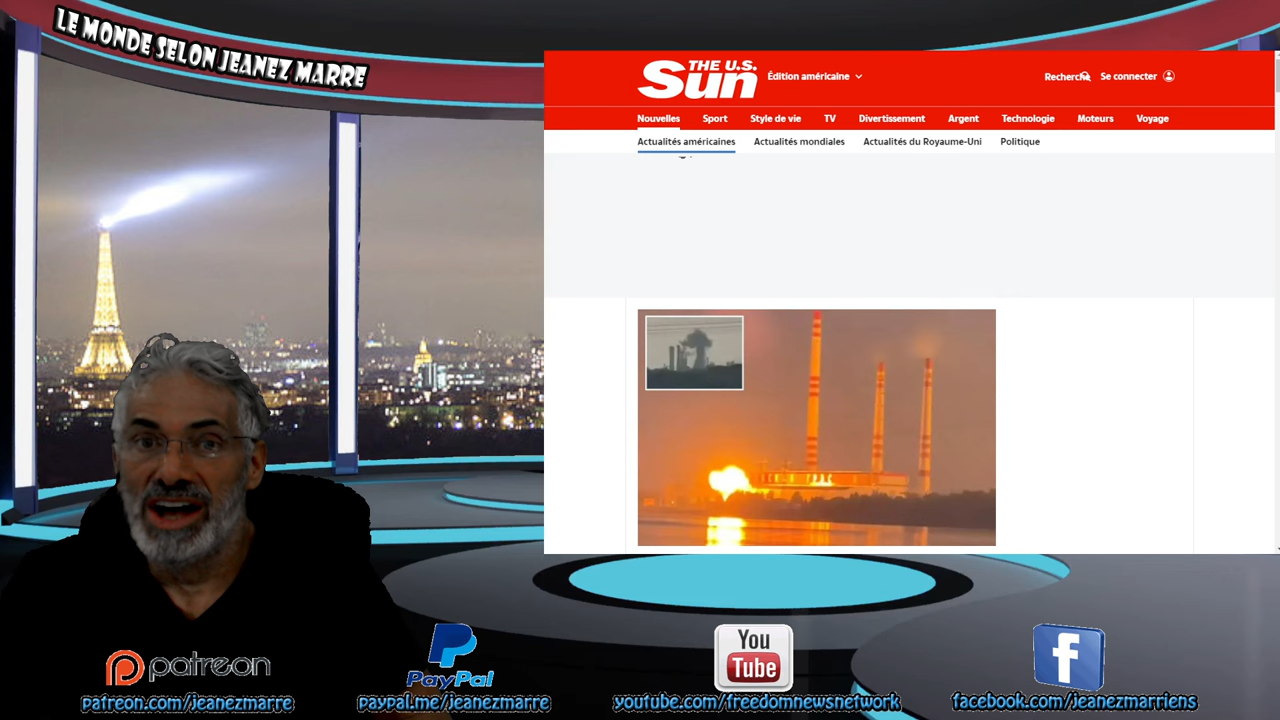 LE MONDE SELON JEANEZ MARRE
THE U.S.
Sun
Édition américaine
Recherche
Se connecter
Nouvelles Sport Style de vie TV Divertissement Argent Technologie Moteurs Voyage
Actualités américaines Actualités mondiales Actualités du Royaume-Uni Politique
patreon
PayPal
You
Tube
f
patreon.com/jeanezmarre
paypal.me/jeanezmarre
youtube.com/freedomnewsnetwork
facebook.com/jeanezmarriens